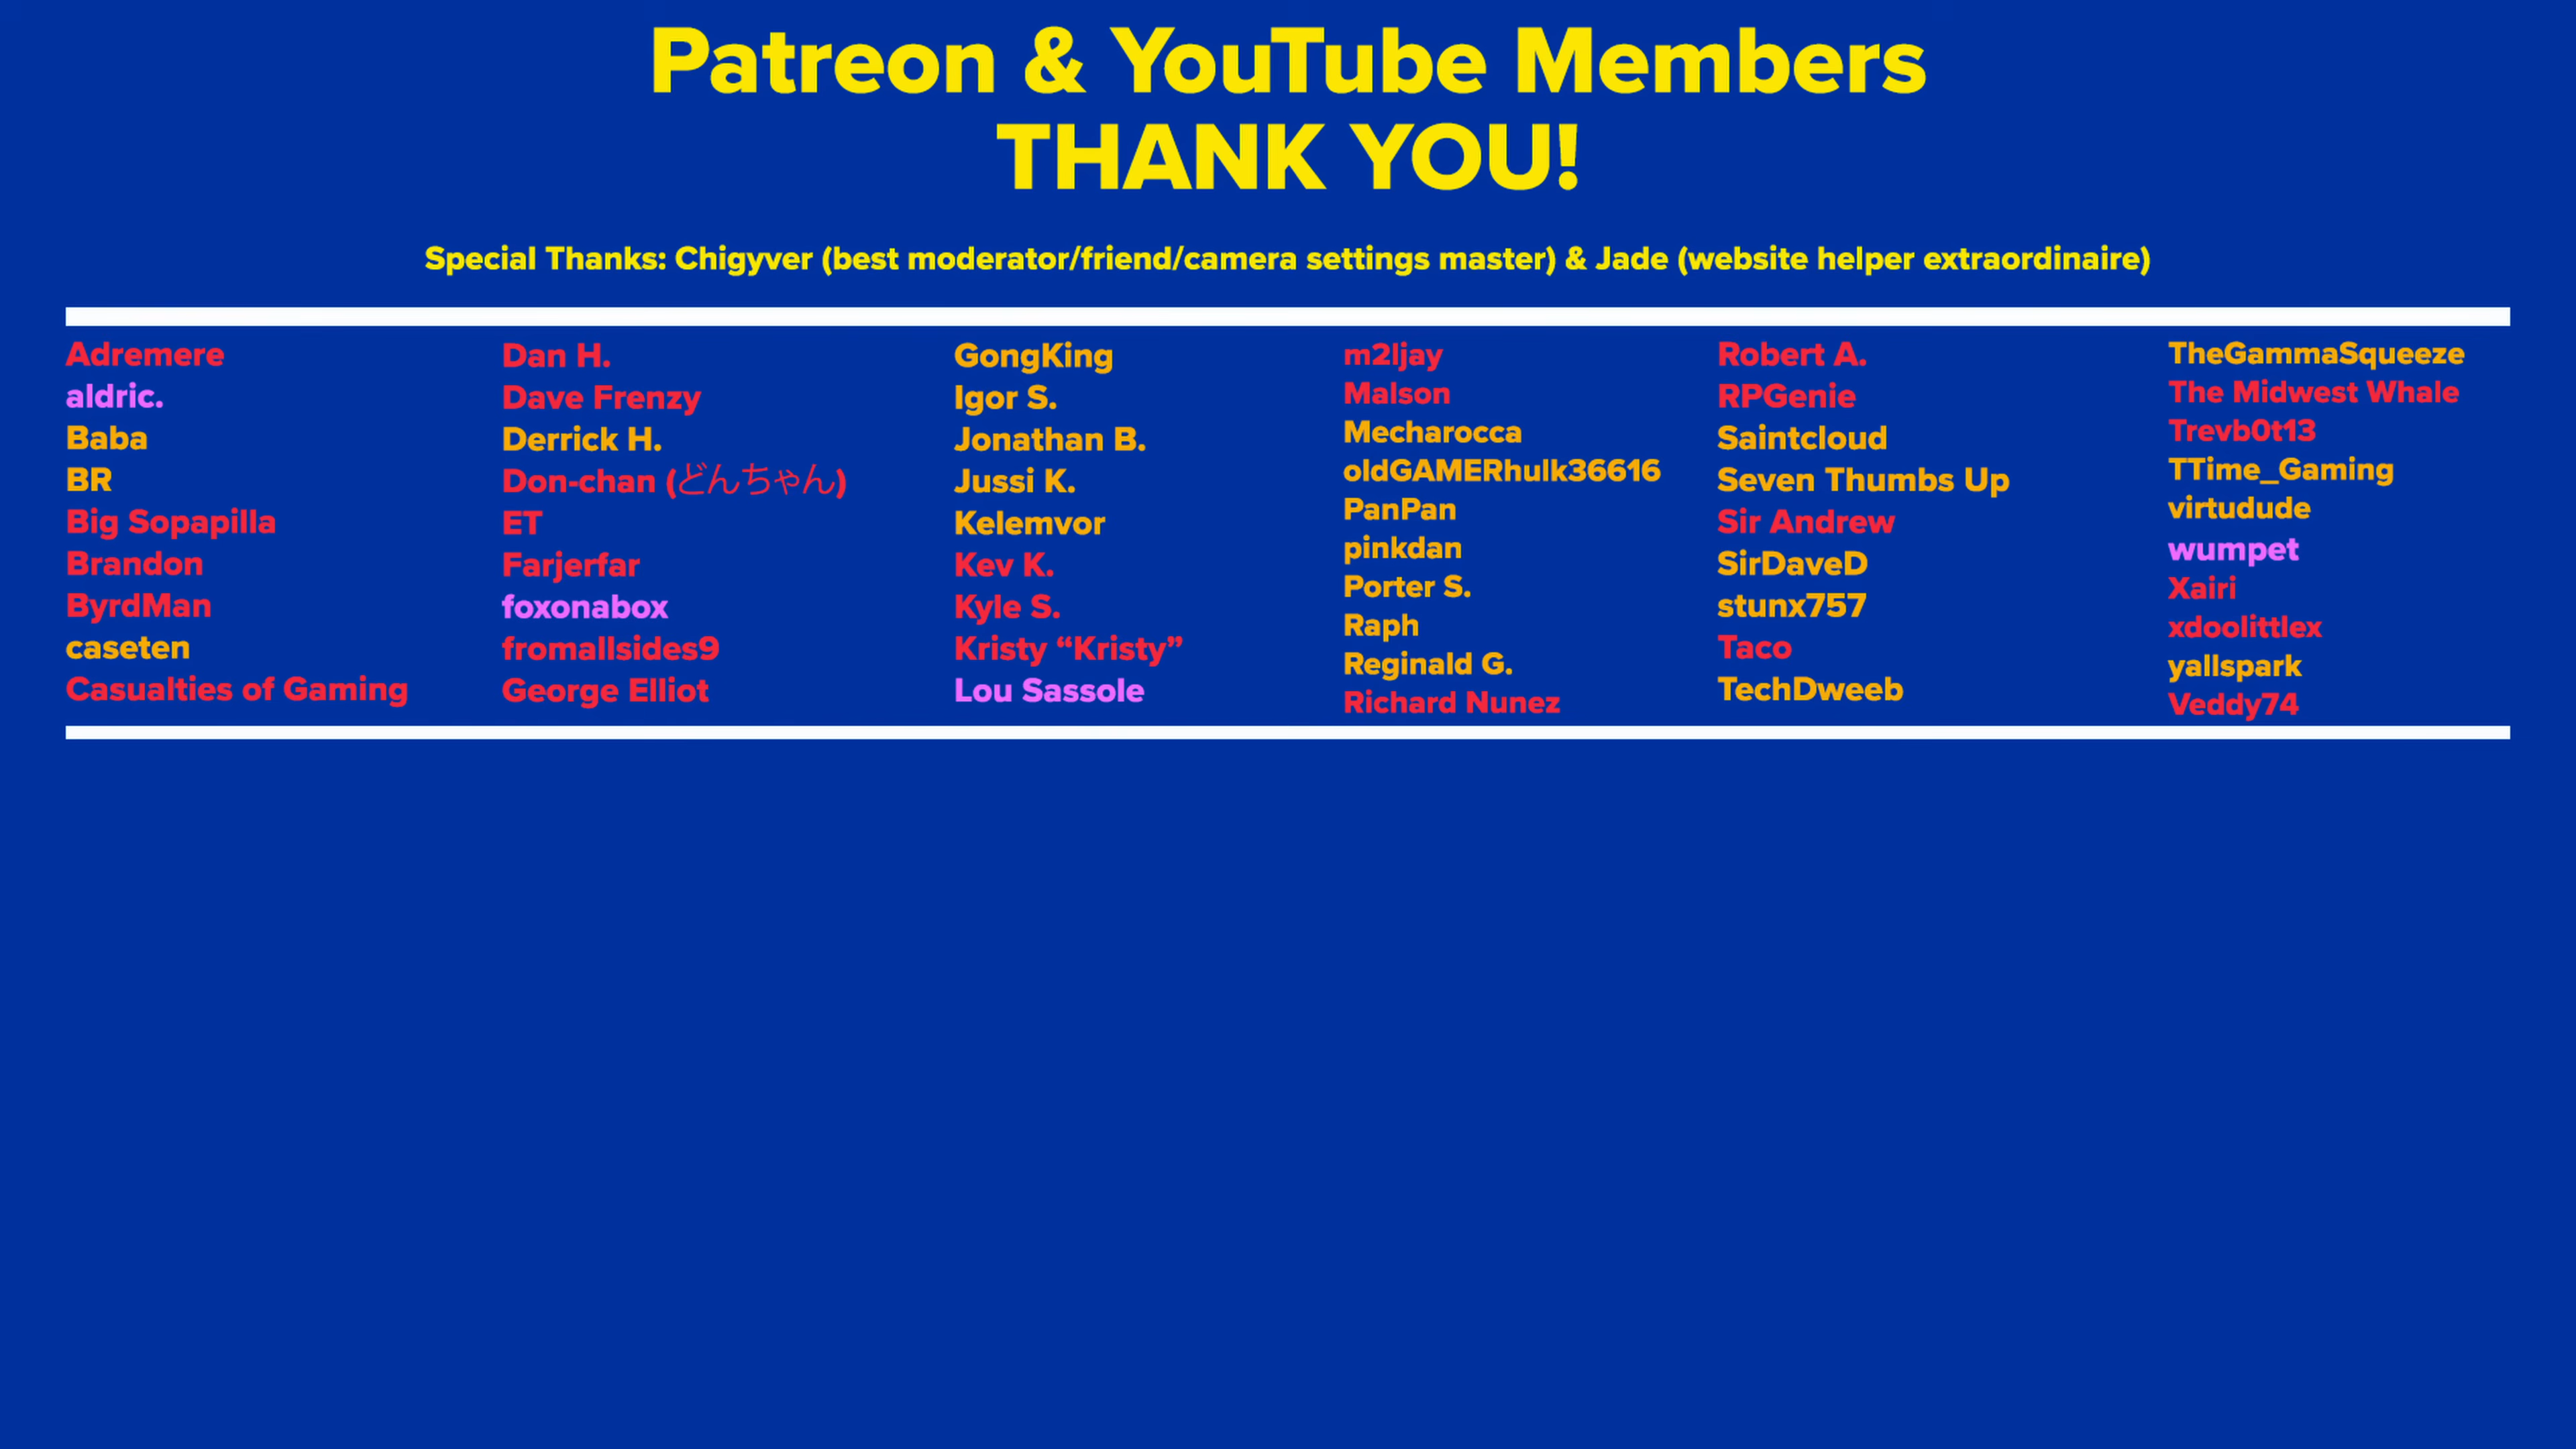 Patreon & YouTube Members
THANK YOU!
Special Thanks: Chigyver (best moderator/friend/camera settings master) & Jade (website helper extraordinaire)
Adremere
aldric.
Baba
BR
Big Sopapilla
Brandon
ByrdMan
caseten
Casualties of Gaming
Dan H.
Dave Frenzy
Derrick H.
Don-chan (どんちゃん)
ET
Farjerfar
foxonabox
fromallsides9
George Elliot
GongKing
Igor S.
Jonathan B.
Jussi K.
Kelemvor
Kev K.
Kyle S.
Kristy “Kristy”
Lou Sassole
m2ljay
Malson
Mecharocca
oldGAMERhulk36616
PanPan
pinkdan
Porter S.
Raph
Reginald G.
Richard Nunez
Robert A.
RPGenie
Saintcloud
Seven Thumbs Up
Sir Andrew
SirDaveD
stunx757
Taco
TechDweeb
TheGammaSqueeze
The Midwest Whale
Trevb0t13
TTime_Gaming
virtudude
wumpet
Xairi
xdoolittlex
yallspark
Veddy74